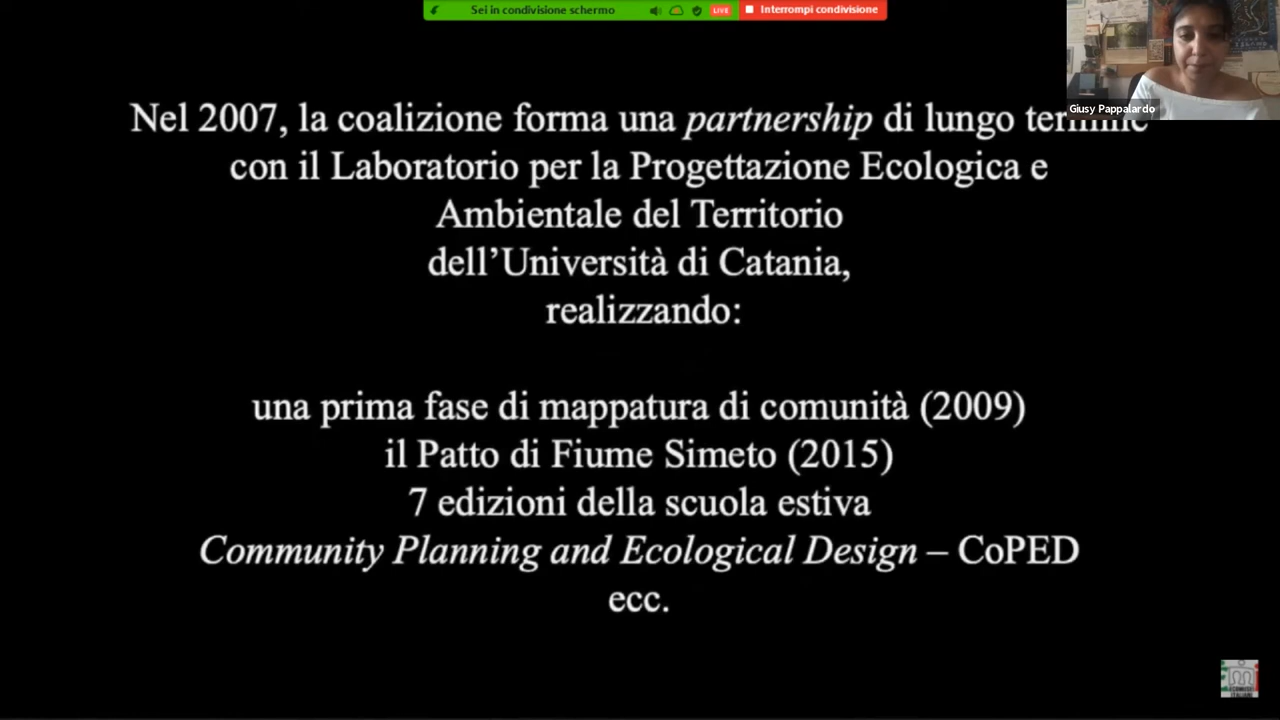 Sei in condivisione schermo
LIVE
Interrompi condivisione
Giusy Pappalardo
Nel 2007, la coalizione forma una partnership di lungo termine
con il Laboratorio per la Progettazione Ecologica e
Ambientale del Territorio
dell’Università di Catania,
realizzando:
una prima fase di mappatura di comunità (2009)
il Patto di Fiume Simeto (2015)
7 edizioni della scuola estiva
Community Planning and Ecological Design – CoPED
ecc.